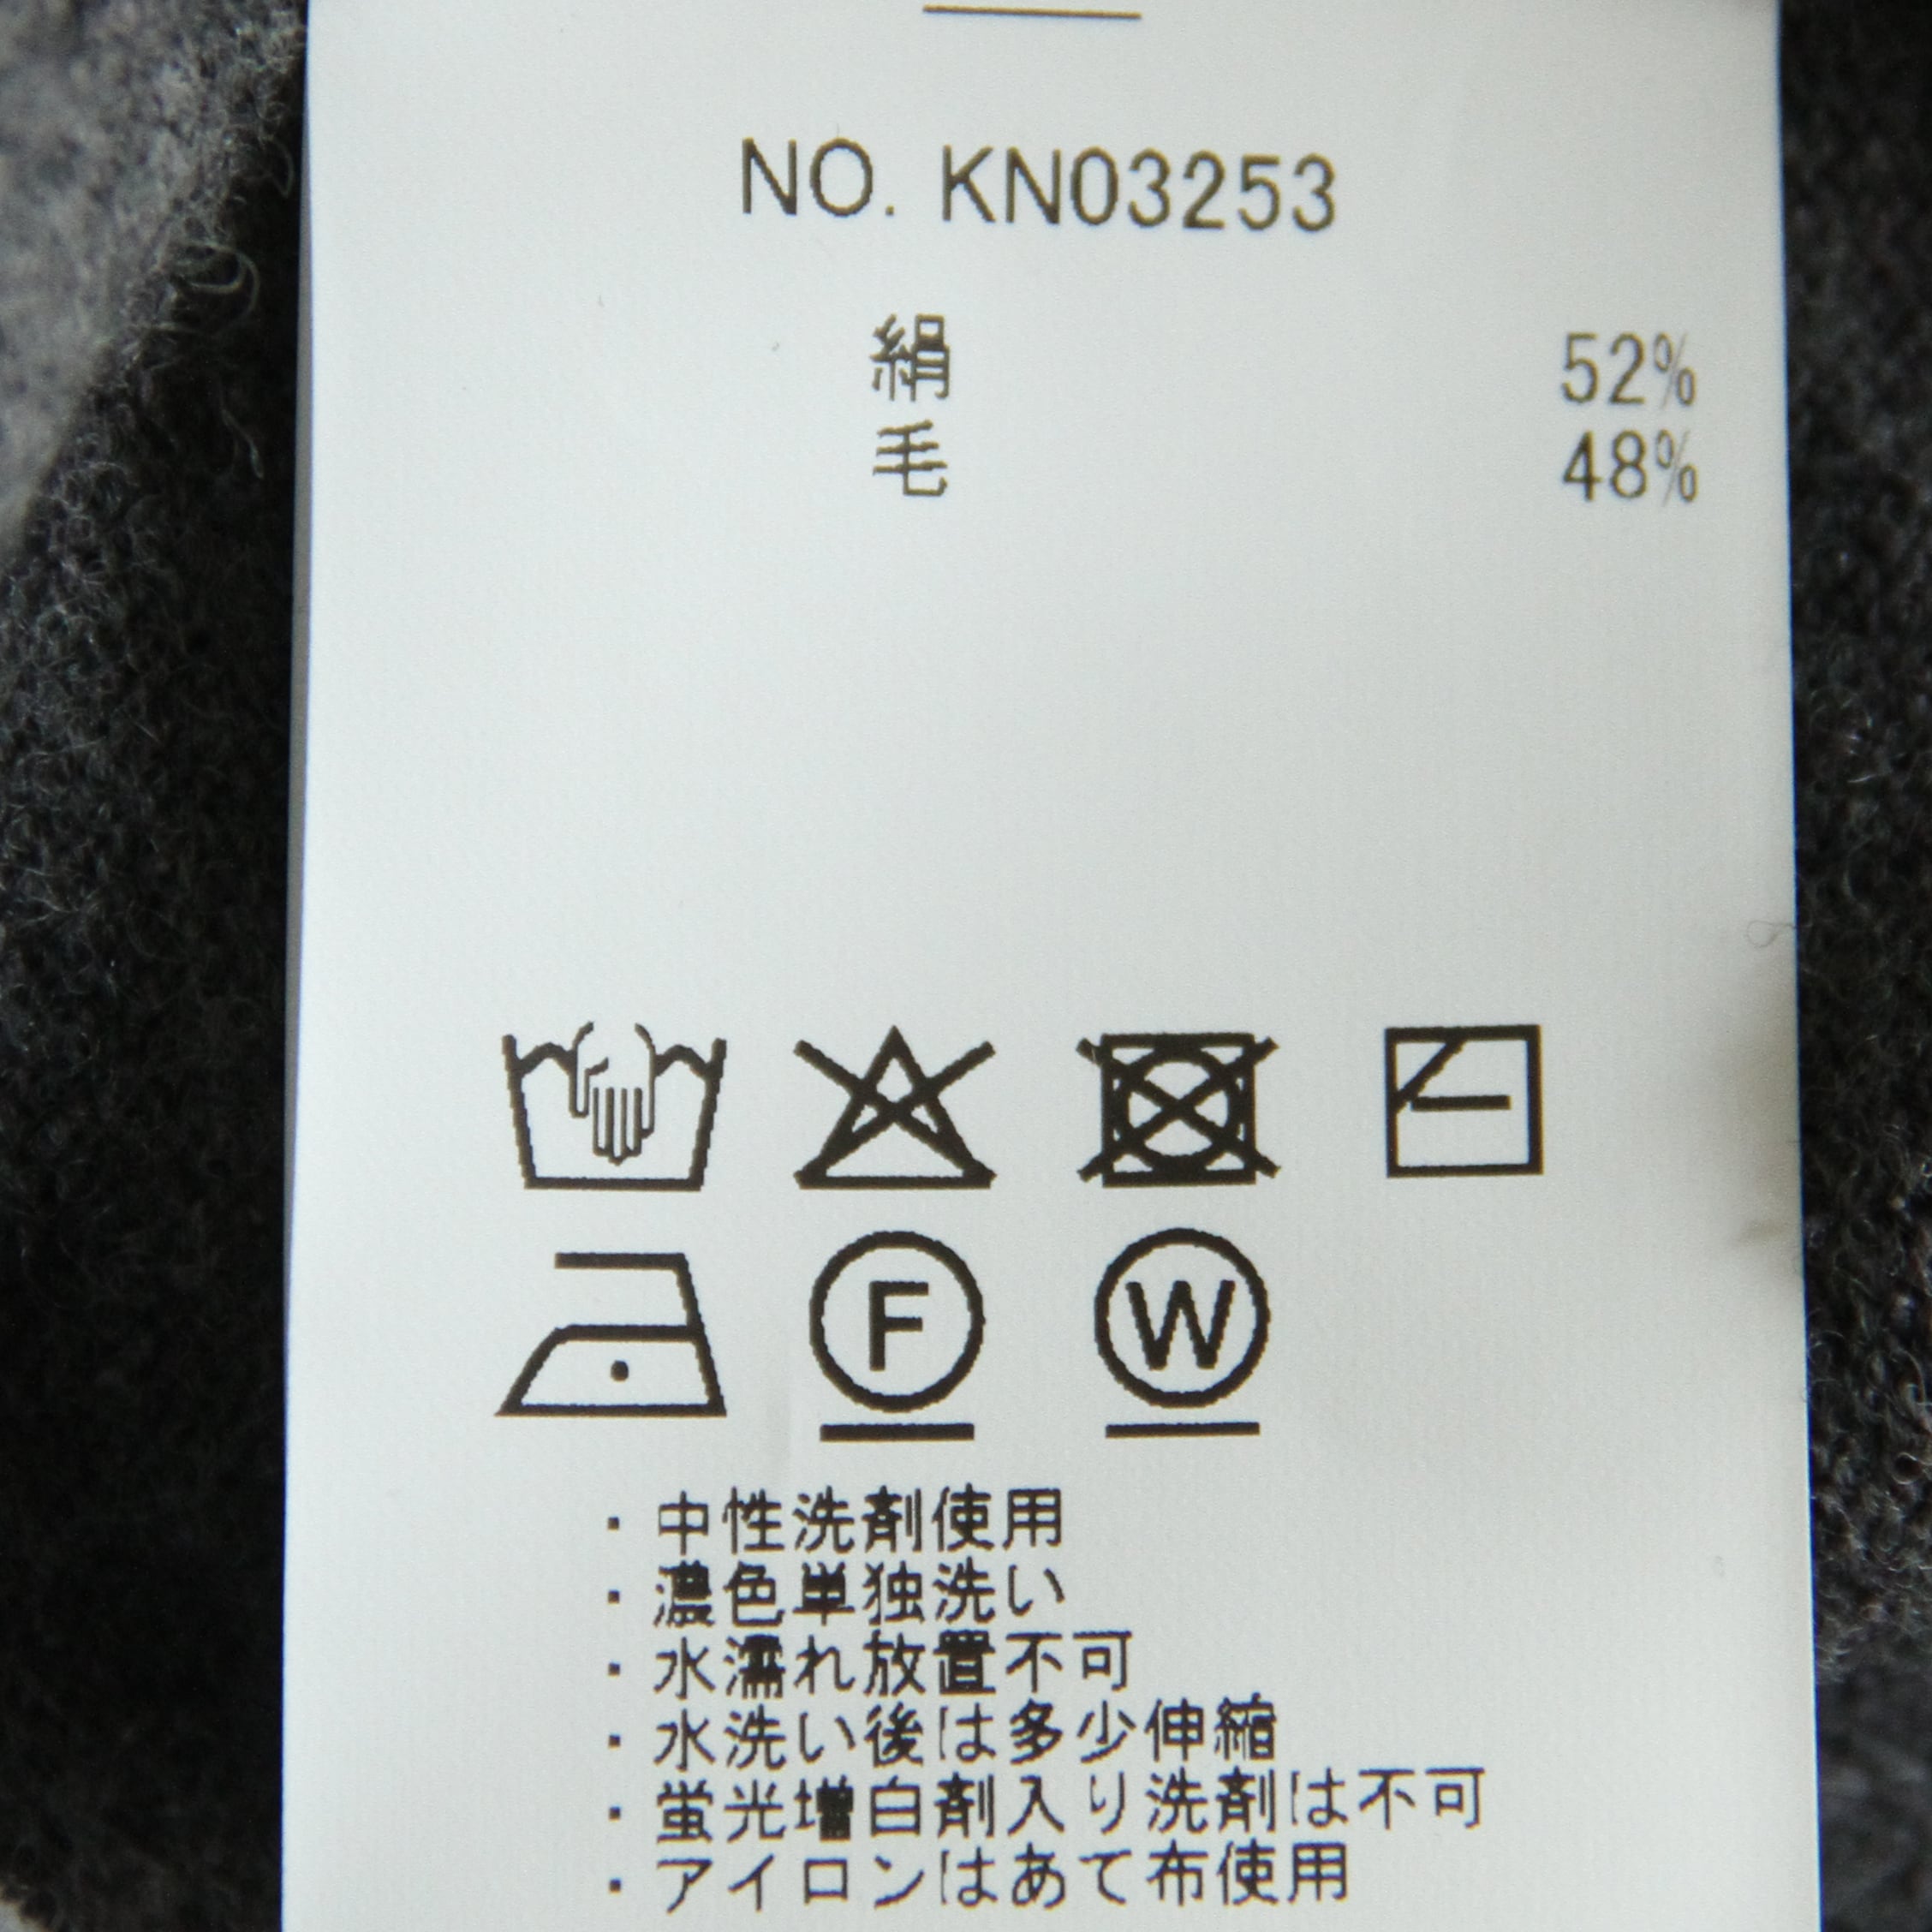 NO. KN03253
絹 52%
毛 48%
F W
・中性洗剤使用
・濃色単独洗い
・水濡れ放置不可
・水洗い後は多少伸縮
・蛍光増白剤入り洗剤は不可
・アイロンはあて布使用